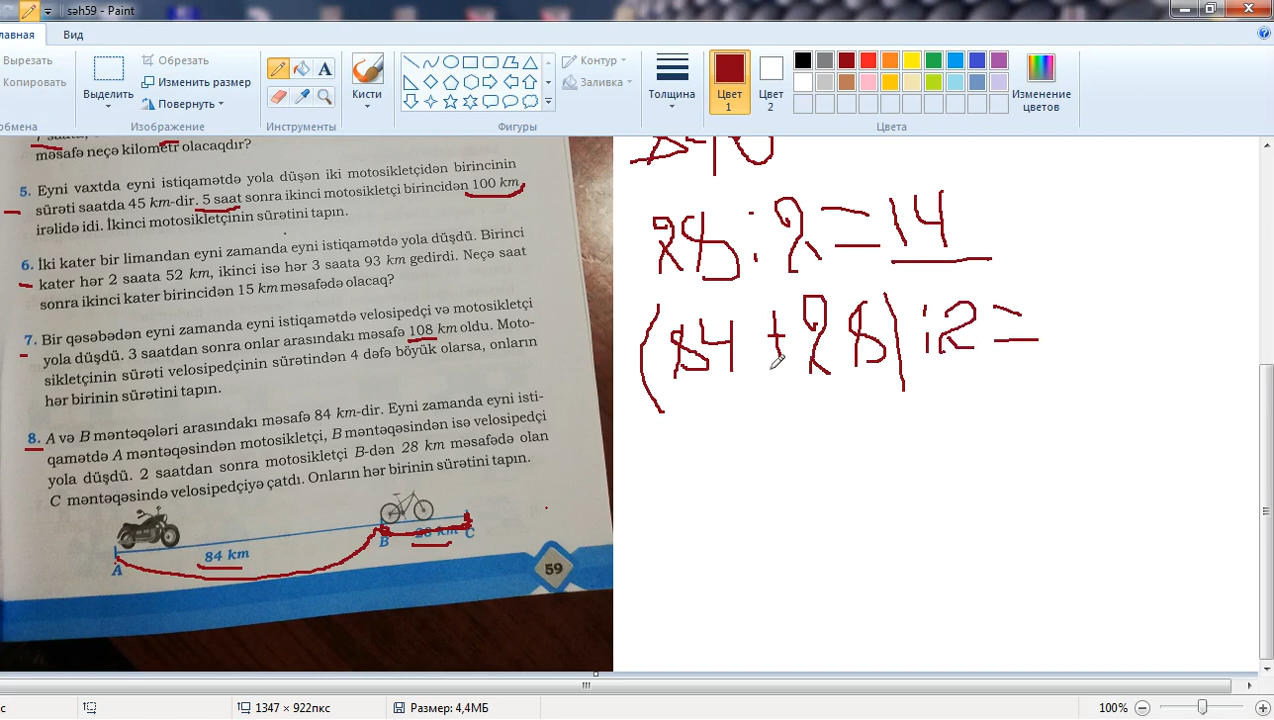 səh59 - Paint
главная
Вид
Вырезать
Копировать
обмена
Выделить
Обрезать
Изменить размер
Повернуть
Изображение
Инструменты
Кисти
Фигуры
Контур
Заливка
Толщина
Цвет 1
Цвет 2
Изменение цветов
Цвета
məsafə neçə kilometr olacaqdır?
5. Eyni vaxtda eyni istiqamətdə yola düşən iki motosikletçidən birincinin
sürəti saatda 45 km-dir. 5 saat sonra ikinci motosikletçi birincidən 100 km
irəlidə idi. İkinci motosikletçinin sürətini tapın.
6. İki kater bir limandan eyni zamanda eyni istiqamətdə yola düşdü. Birinci
kater hər 2 saata 52 km, ikinci isə hər 3 saata 93 km gedirdi. Neçə saat
sonra ikinci kater birincidən 15 km məsafədə olacaq?
7. Bir qəsəbədən eyni zamanda eyni istiqamətdə velosipedçi və motosikletçi
yola düşdü. 3 saatdan sonra onlar arasındakı məsafə 108 km oldu. Moto-
sikletçinin sürəti velosipedçinin sürətindən 4 dəfə böyük olarsa, onların
hər birinin sürətini tapın.
8. A və B məntəqələri arasındakı məsafə 84 km-dir. Eyni zamanda eyni isti-
qamətdə A məntəqəsindən motosikletçi, B məntəqəsindən isə velosipedçi
yola düşdü. 2 saatdan sonra motosikletçi B-dən 28 km məsafədə olan
C məntəqəsində velosipedçiyə çatdı. Onların hər birinin sürətini tapın.
A
84 km
B
28 km
C
59
28:2=14
(84+28):2=
1347 × 922пкс
Размер: 4,4МБ
100%